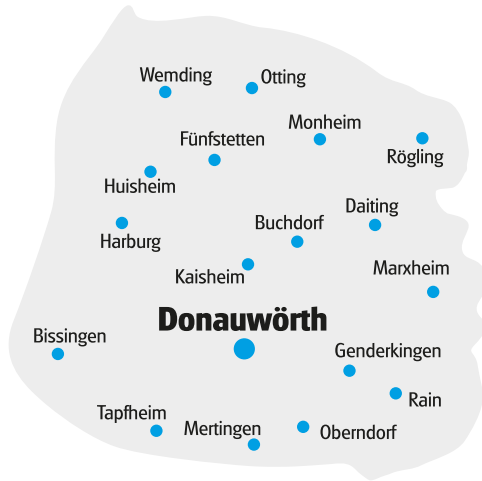 Wemding
Otting
Monheim
Fünfstetten
Rögling
Huisheim
Daiting
Buchdorf
Harburg
Marxheim
Kaisheim
Donauwörth
Bissingen
Genderkingen
Rain
Tapfheim
Mertingen
Oberndorf